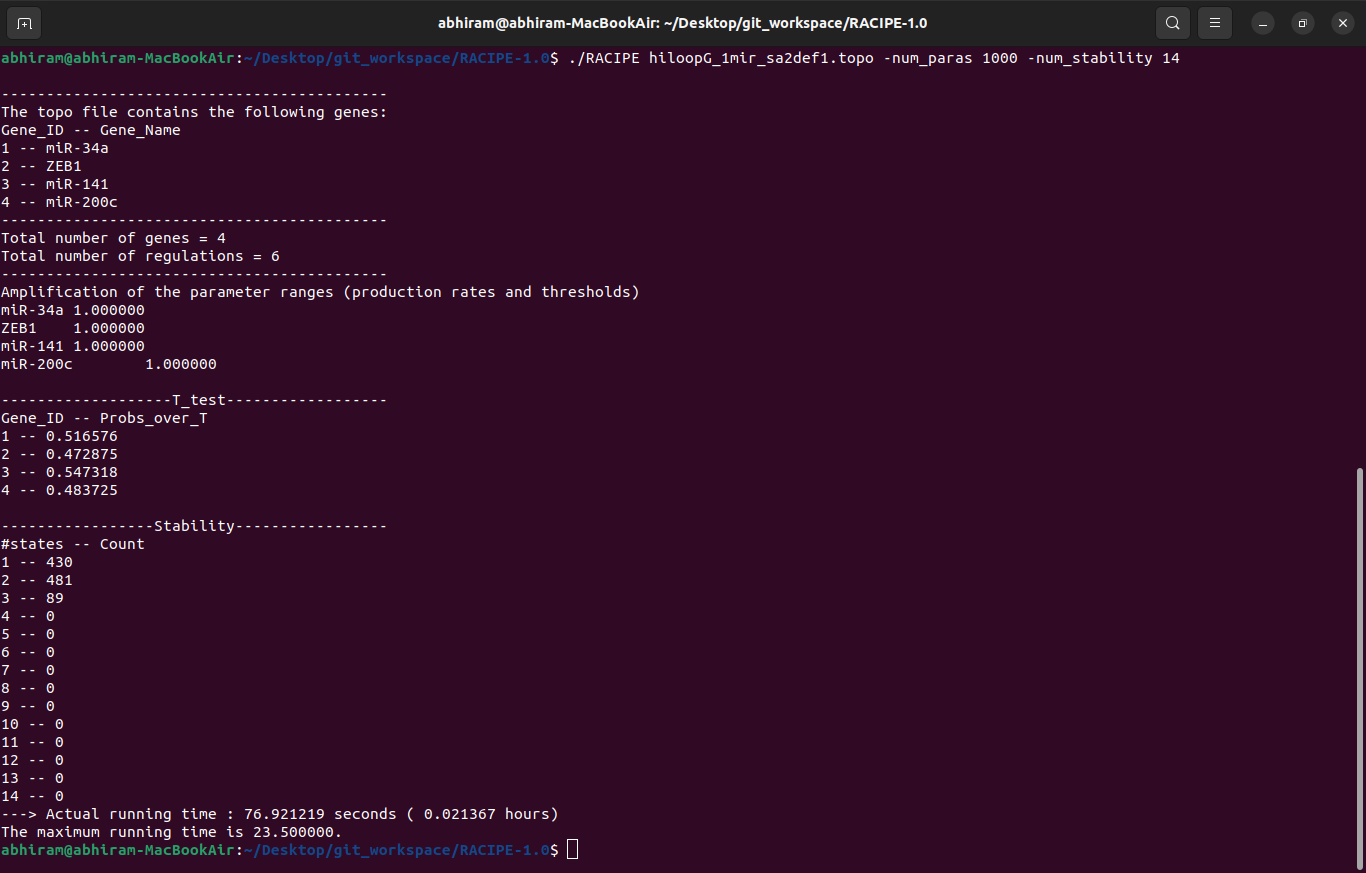 abhiram@abhiram-MacBookAir: ~/Desktop/git_workspace/RACIPE-1.0
abhiram@abhiram-MacBookAir:~/Desktop/git_workspace/RACIPE-1.0$ ./RACIPE hiloopG_1mir_sa2def1.topo -num_paras 1000 -num_stability 14
-------------------------------------------
The topo file contains the following genes:
Gene_ID -- Gene_Name
1 -- miR-34a
2 -- ZEB1
3 -- miR-141
4 -- miR-200c
-------------------------------------------
Total number of genes = 4
Total number of regulations = 6
-------------------------------------------
Amplification of the parameter ranges (production rates and thresholds)
miR-34a 1.000000
ZEB1    1.000000
miR-141 1.000000
miR-200c        1.000000
-------------------T_test------------------
Gene_ID -- Probs_over_T
1 -- 0.516576
2 -- 0.472875
3 -- 0.547318
4 -- 0.483725
-----------------Stability-----------------
#states -- Count
1 -- 430
2 -- 481
3 -- 89
4 -- 0
5 -- 0
6 -- 0
7 -- 0
8 -- 0
9 -- 0
10 -- 0
11 -- 0
12 -- 0
13 -- 0
14 -- 0
---> Actual running time : 76.921219 seconds ( 0.021367 hours)
The maximum running time is 23.500000.
abhiram@abhiram-MacBookAir:~/Desktop/git_workspace/RACIPE-1.0$